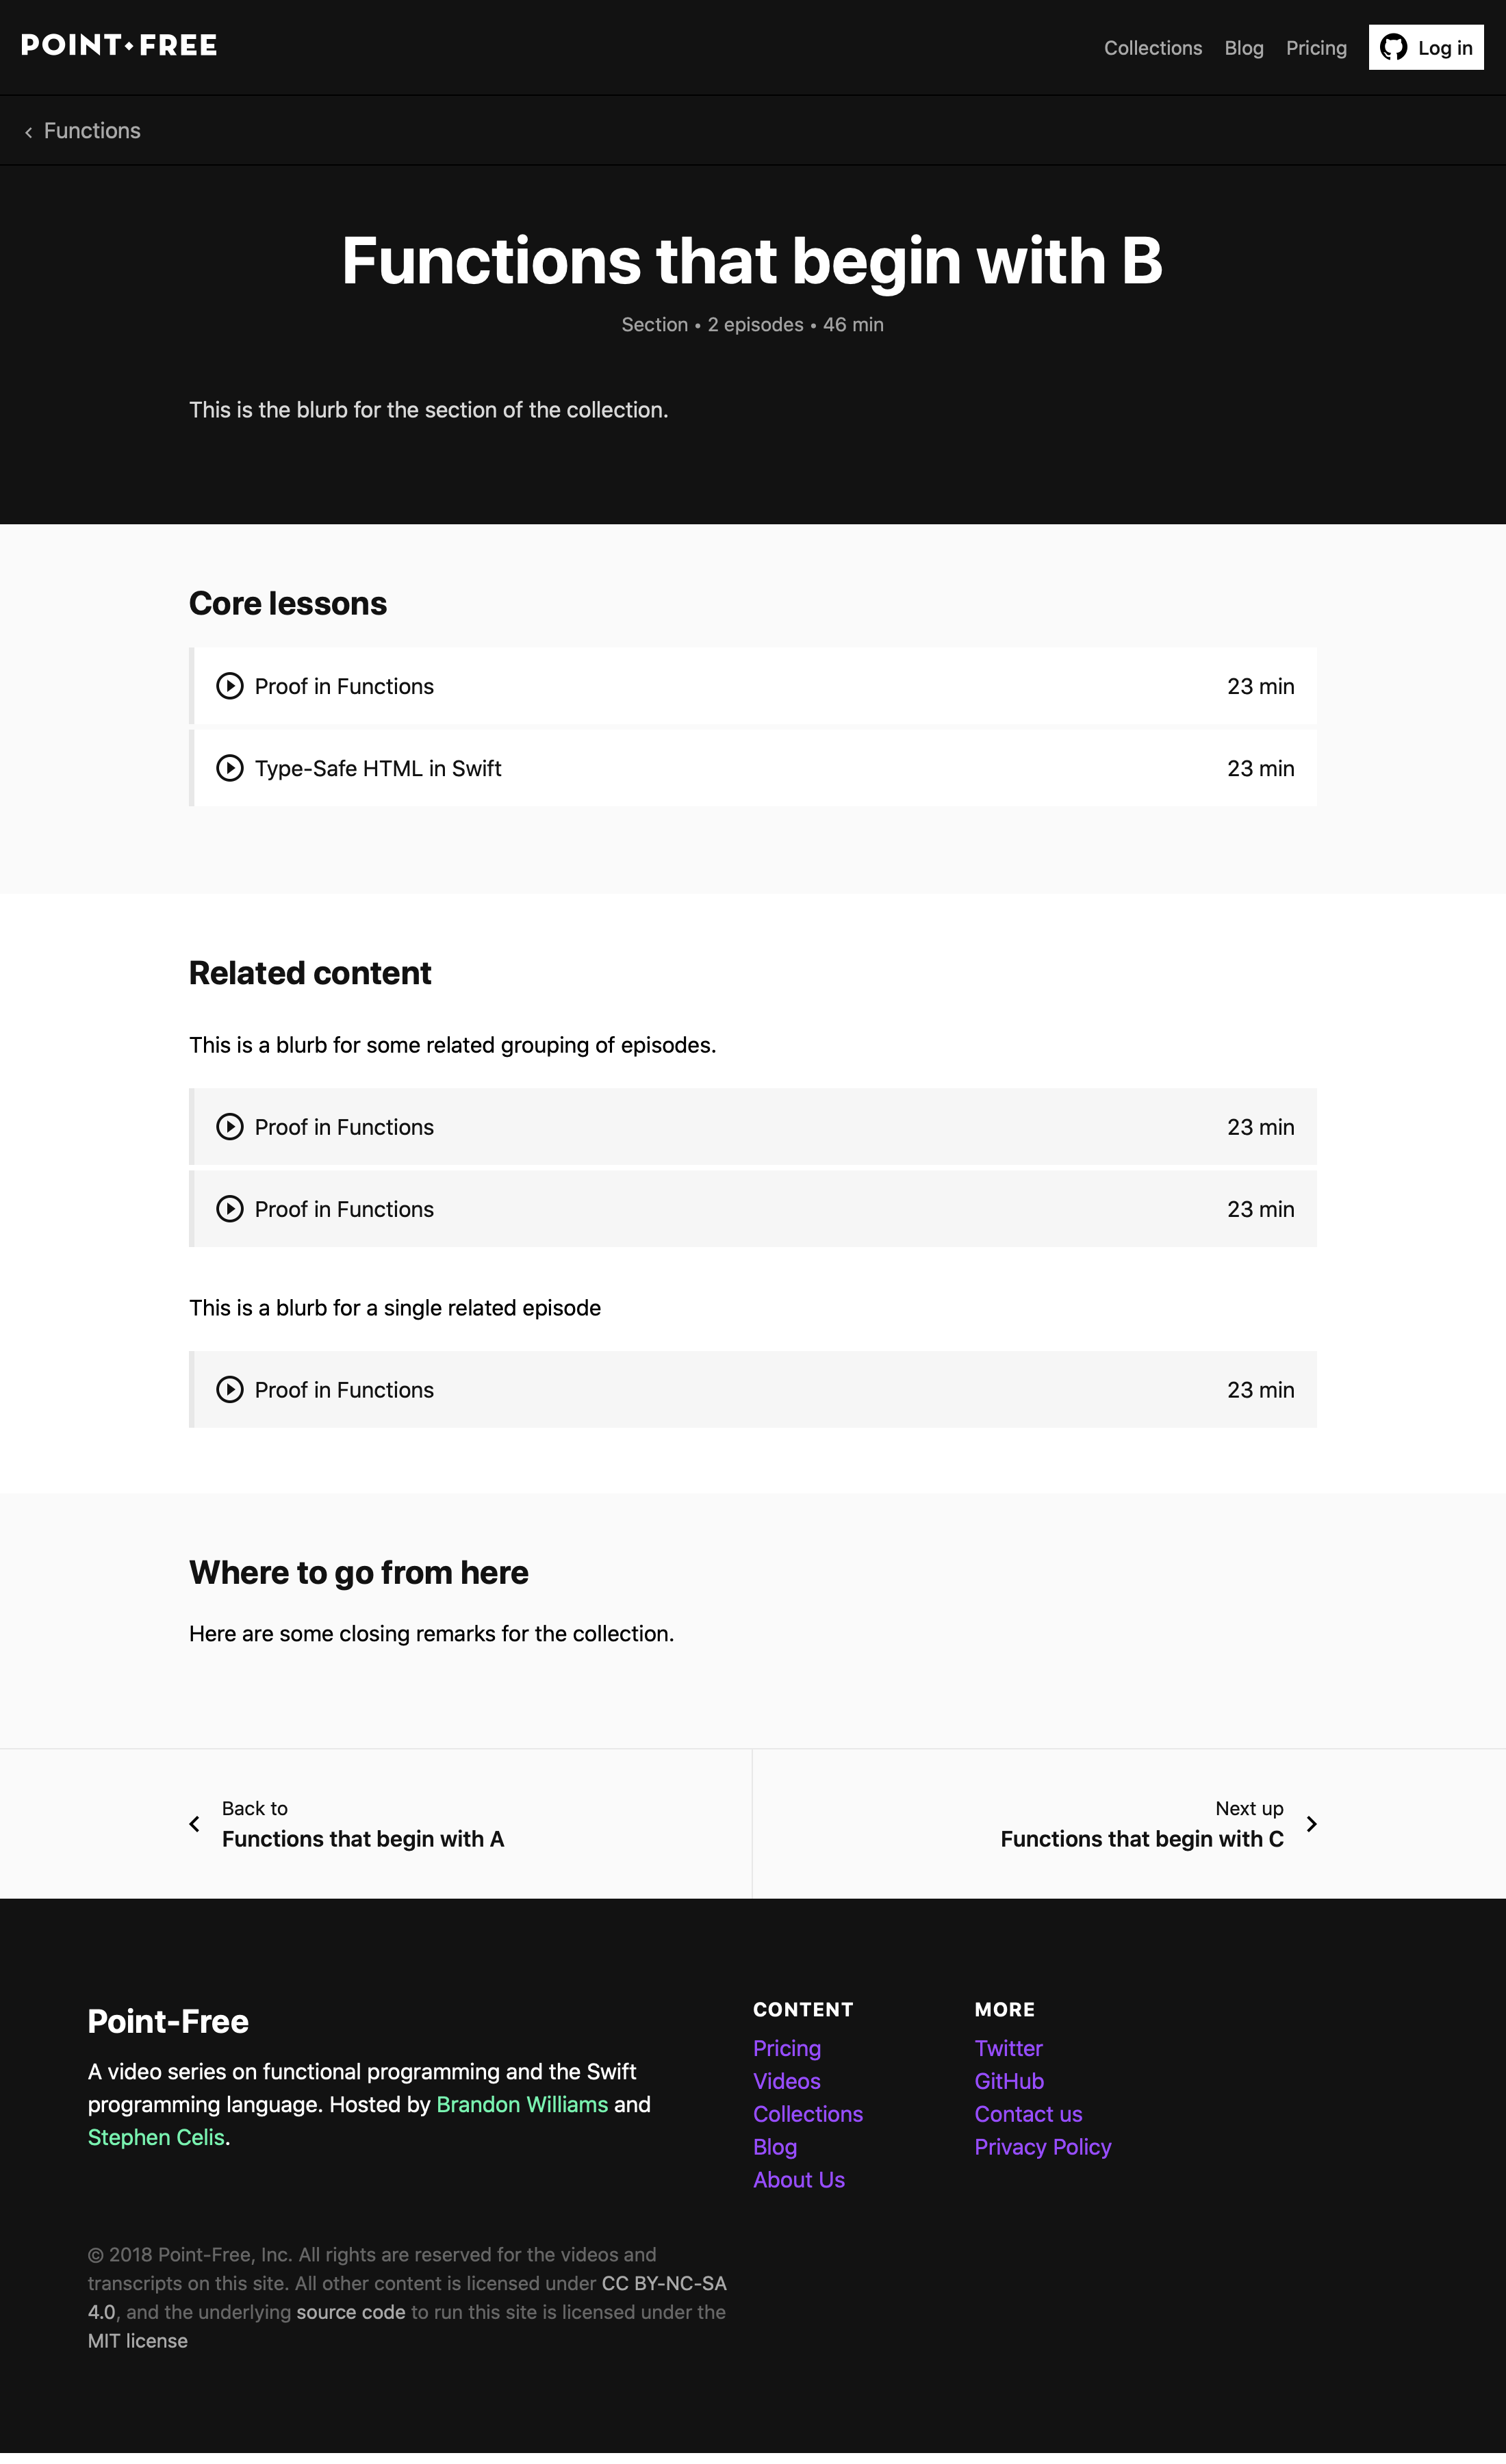 POINT•FREE
Collections Blog Pricing Log in
Functions
Functions that begin with B
Section • 2 episodes • 46 min
This is the blurb for the section of the collection.
Core lessons
Proof in Functions 23 min
Type-Safe HTML in Swift 23 min
Related content
This is a blurb for some related grouping of episodes.
Proof in Functions 23 min
Proof in Functions 23 min
This is a blurb for a single related episode
Proof in Functions 23 min
Where to go from here
Here are some closing remarks for the collection.
Back to
Functions that begin with A
Next up
Functions that begin with C
Point-Free
A video series on functional programming and the Swift
programming language. Hosted by Brandon Williams and
Stephen Celis.
CONTENT
Pricing
Videos
Collections
Blog
About Us
MORE
Twitter
GitHub
Contact us
Privacy Policy
© 2018 Point-Free, Inc. All rights are reserved for the videos and
transcripts on this site. All other content is licensed under CC BY-NC-SA
4.0, and the underlying source code to run this site is licensed under the
MIT license